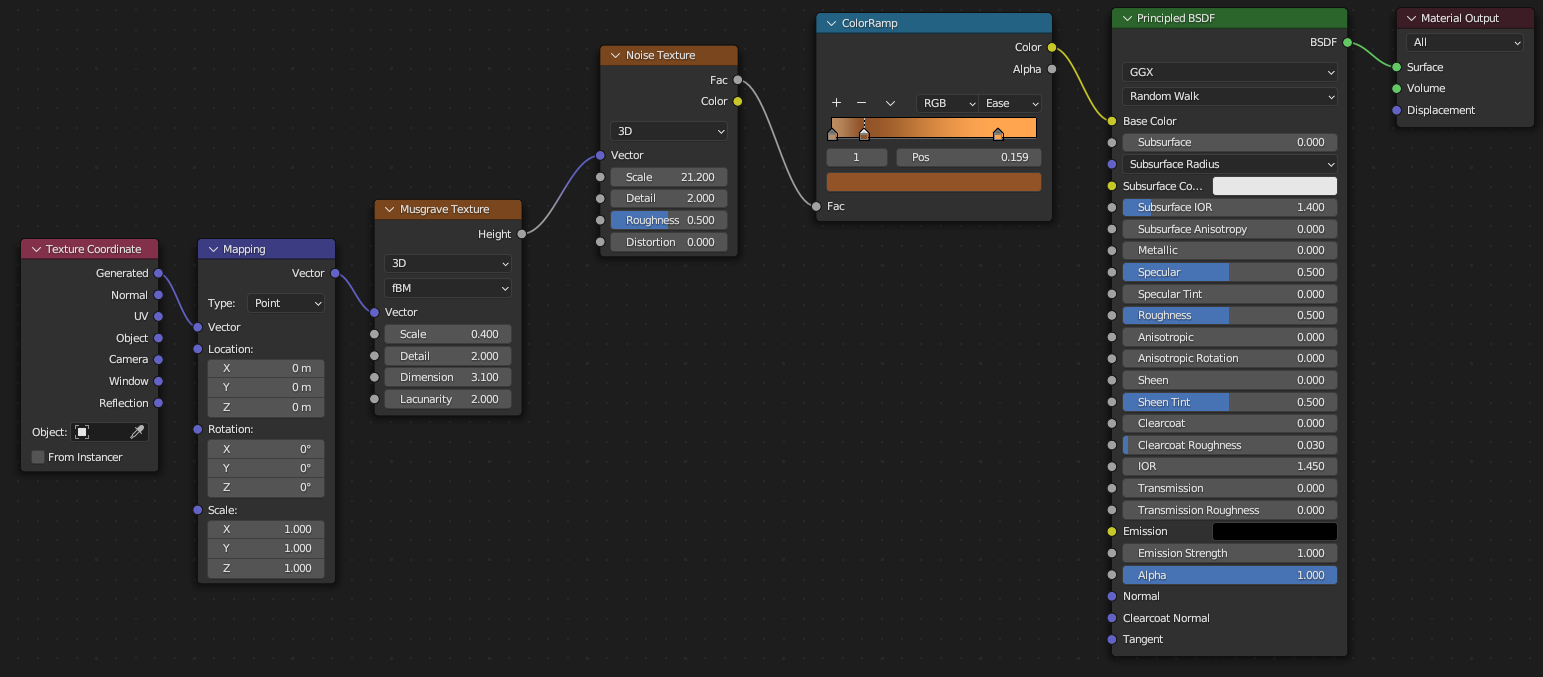 Texture Coordinate
Generated
Normal
UV
Object
Camera
Window
Reflection
Object:
From Instancer
Mapping
Vector
Type: Point
Vector
Location:
X 0 m
Y 0 m
Z 0 m
Rotation:
X 0°
Y 0°
Z 0°
Scale:
X 1.000
Y 1.000
Z 1.000
Musgrave Texture
Height
3D
fBM
Vector
Scale 0.400
Detail 2.000
Dimension 3.100
Lacunarity 2.000
Noise Texture
Fac
Color
3D
Vector
Scale 21.200
Detail 2.000
Roughness 0.500
Distortion 0.000
ColorRamp
Color
Alpha
RGB Ease
1 Pos 0.159
Fac
Principled BSDF
BSDF
GGX
Random Walk
Base Color
Subsurface 0.000
Subsurface Radius
Subsurface Co...
Subsurface IOR 1.400
Subsurface Anisotropy 0.000
Metallic 0.000
Specular 0.500
Specular Tint 0.000
Roughness 0.500
Anisotropic 0.000
Anisotropic Rotation 0.000
Sheen 0.000
Sheen Tint 0.500
Clearcoat 0.000
Clearcoat Roughness 0.030
IOR 1.450
Transmission 0.000
Transmission Roughness 0.000
Emission
Emission Strength 1.000
Alpha 1.000
Normal
Clearcoat Normal
Tangent
Material Output
All
Surface
Volume
Displacement